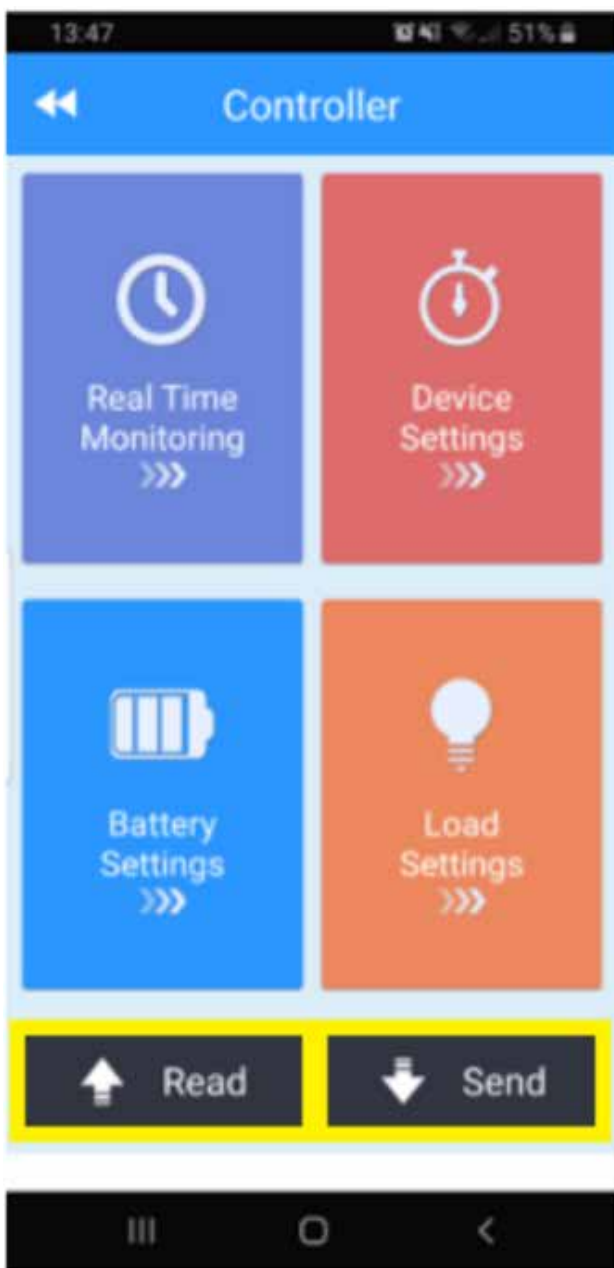 13:47 51%
Controller
Real Time
Monitoring
Device
Settings
Battery
Settings
Load
Settings
Read
Send